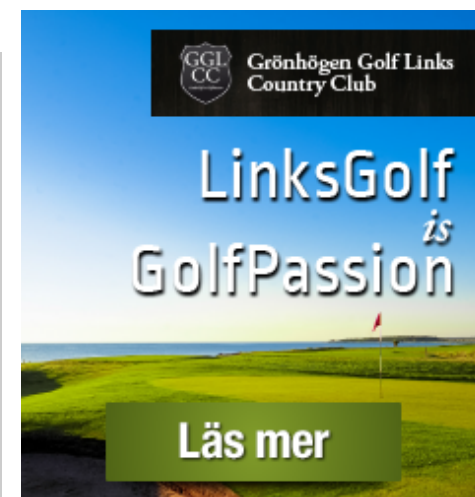 GGL
CC
Grönhögen Golf Links
Country Club
LinksGolf
is
GolfPassion
Läs mer